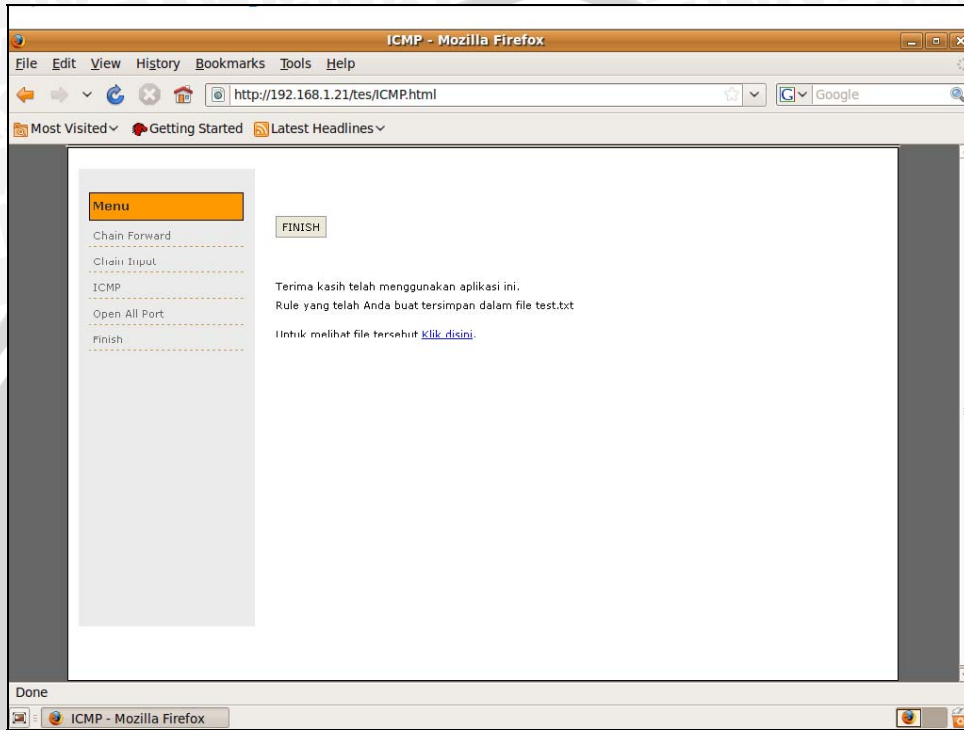 ICMP - Mozilla Firefox
File Edit View History Bookmarks Tools Help
http://192.168.1.21/tes/ICMP.html
G Google
Most Visited Getting Started Latest Headlines
Menu
Chain Forward
Chain Input
ICMP
Open All Port
Finish
FINISH
Terima kasih telah menggunakan aplikasi ini.
Rule yang telah Anda buat tersimpan dalam file test.txt
Untuk melihat file tersebut Klik disini.
Done
ICMP - Mozilla Firefox